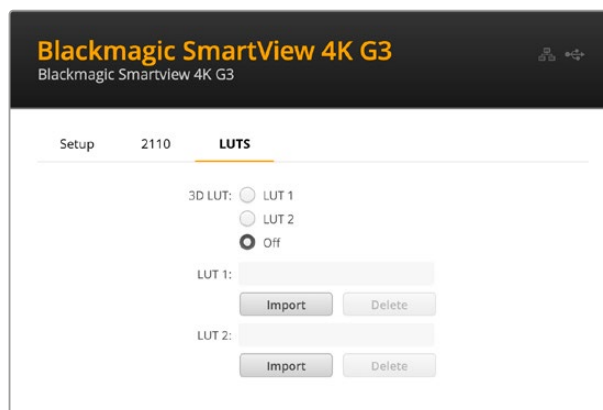 Blackmagic SmartView 4K G3
Blackmagic Smartview 4K G3
Setup 2110 LUTS
3D LUT: LUT 1
LUT 2
Off
LUT 1:
Import Delete
LUT 2:
Import Delete